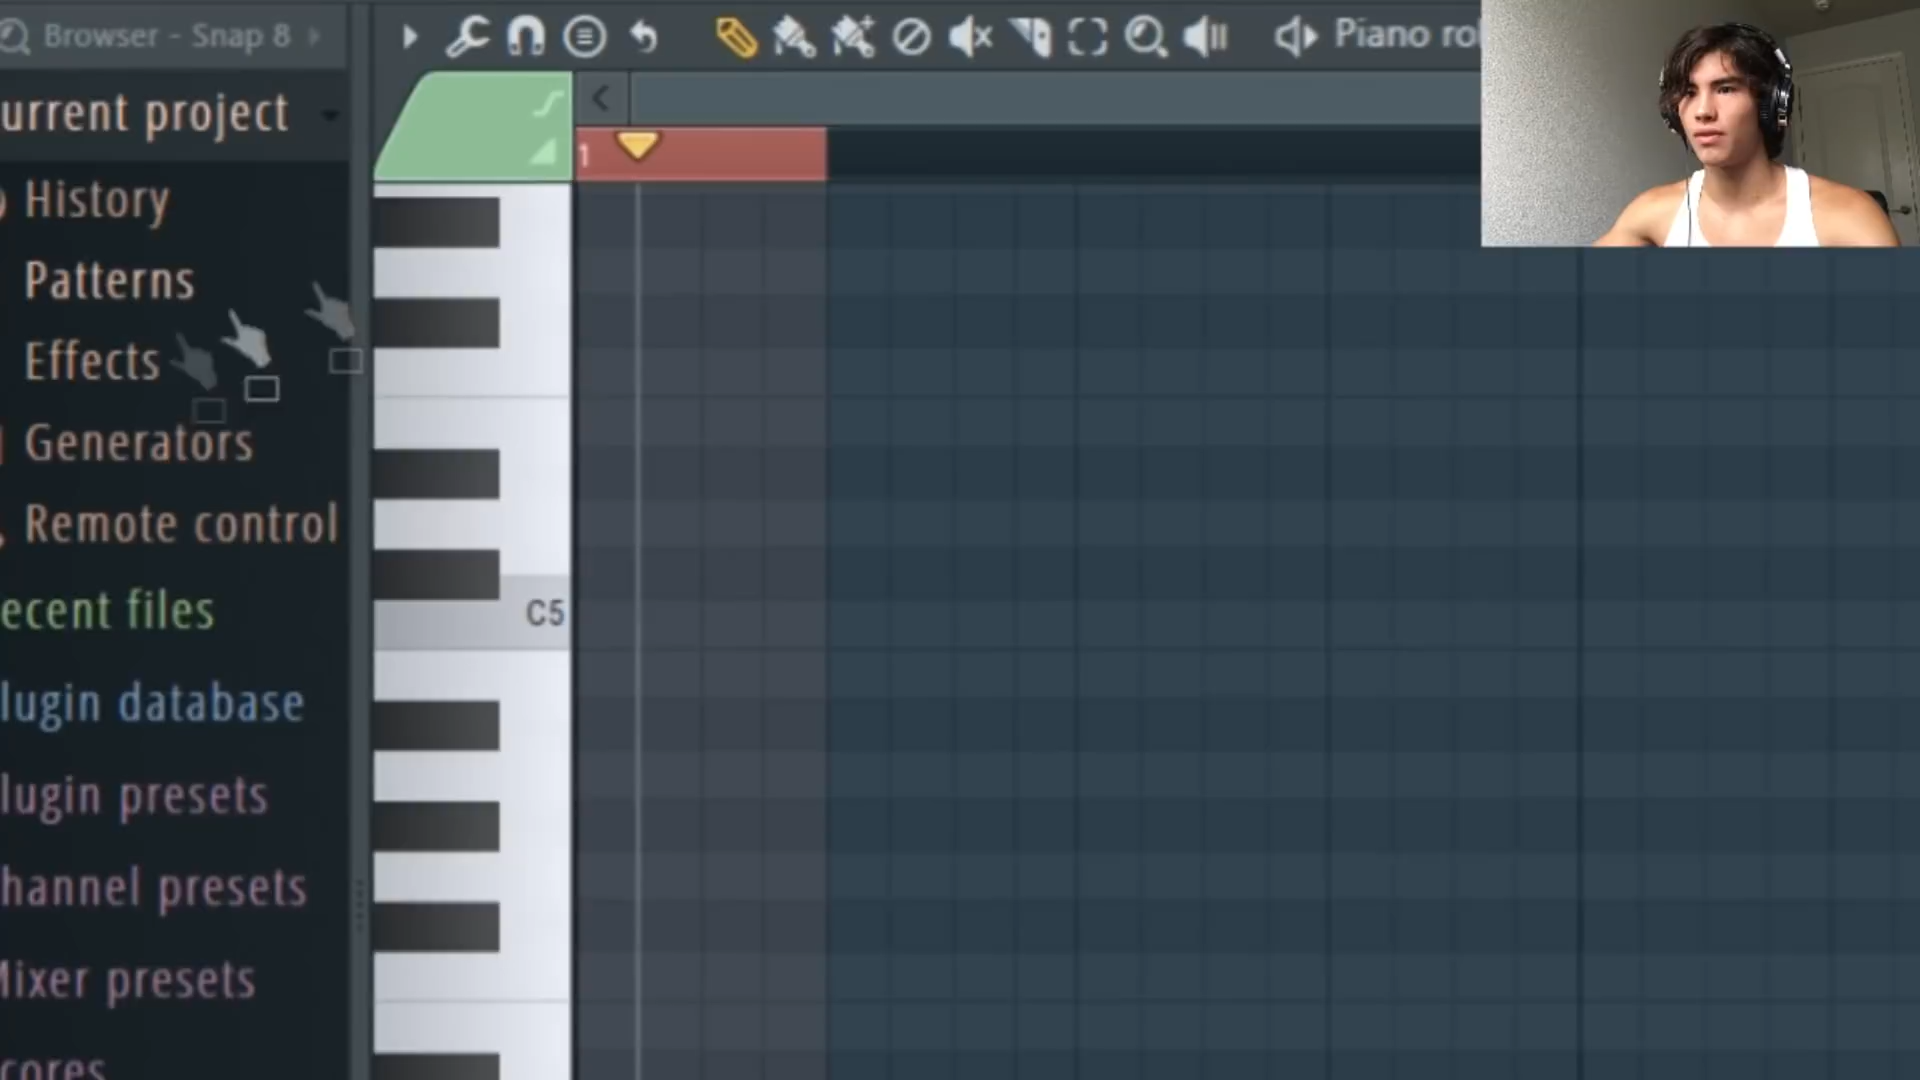 Browser - Snap 8
urrent project
History
Patterns
Effects
Generators
Remote control
ecent files
lugin database
lugin presets
hannel presets
Mixer presets
cores
Piano rol
1
C5